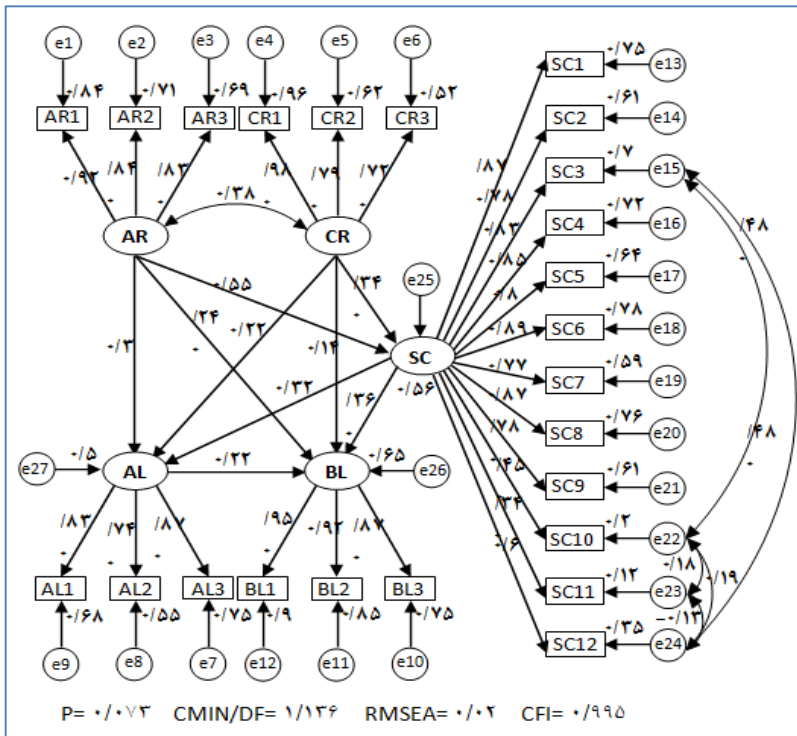 e1 e2 e3 e4 e5 e6
۰/۸۴ ۰/۷۱ ۰/۶۹ ۰/۹۶ ۰/۶۲ ۰/۵۲
AR1 AR2 AR3 CR1 CR2 CR3
۰/۹۲ ۰/۸۴ ۰/۸۳ ۰/۹۸ ۰/۷۹ ۰/۷۲
۰/۳۸
AR CR
۰/۵۵ ۰/۳۴ e25
۰/۲۴ ۰/۲۲ ۰/۱۴
۰/۳
SC
۰/۵۶
۰/۳۲ ۰/۳۶
۰/۵ ۰/۲۲ ۰/۶۵
e27 AL BL e26
۰/۸۳ ۰/۷۴ ۰/۸۷ ۰/۹۵ ۰/۹۲ ۰/۸۷
AL1 AL2 AL3 BL1 BL2 BL3
۰/۶۸ ۰/۵۵ ۰/۷۵ ۰/۹ ۰/۸۵ ۰/۷۵
e9 e8 e7 e12 e11 e10
۰/۸۷ SC1 ۰/۷۵ e13
۰/۷۸ SC2 ۰/۶۱ e14
۰/۸۳ SC3 ۰/۷ e15
۰/۸۵ SC4 ۰/۷۲ e16
۰/۸ SC5 ۰/۶۴ e17
۰/۸۹ SC6 ۰/۷۸ e18
۰/۷۷ SC7 ۰/۵۹ e19
۰/۸۷ SC8 ۰/۷۶ e20
۰/۷۸ SC9 ۰/۶۱ e21
۰/۴۵ SC10 ۰/۲ e22
۰/۳۴ SC11 ۰/۱۲ e23
۰/۶ SC12 ۰/۳۵ e24
۰/۴۸
۰/۴۸
۰/۱۸ ۰/۱۹
-۰/۱۳
P= ۰/۰۷۳ CMIN/DF= ۱/۱۳۶ RMSEA= ۰/۰۲ CFI= ۰/۹۹۵